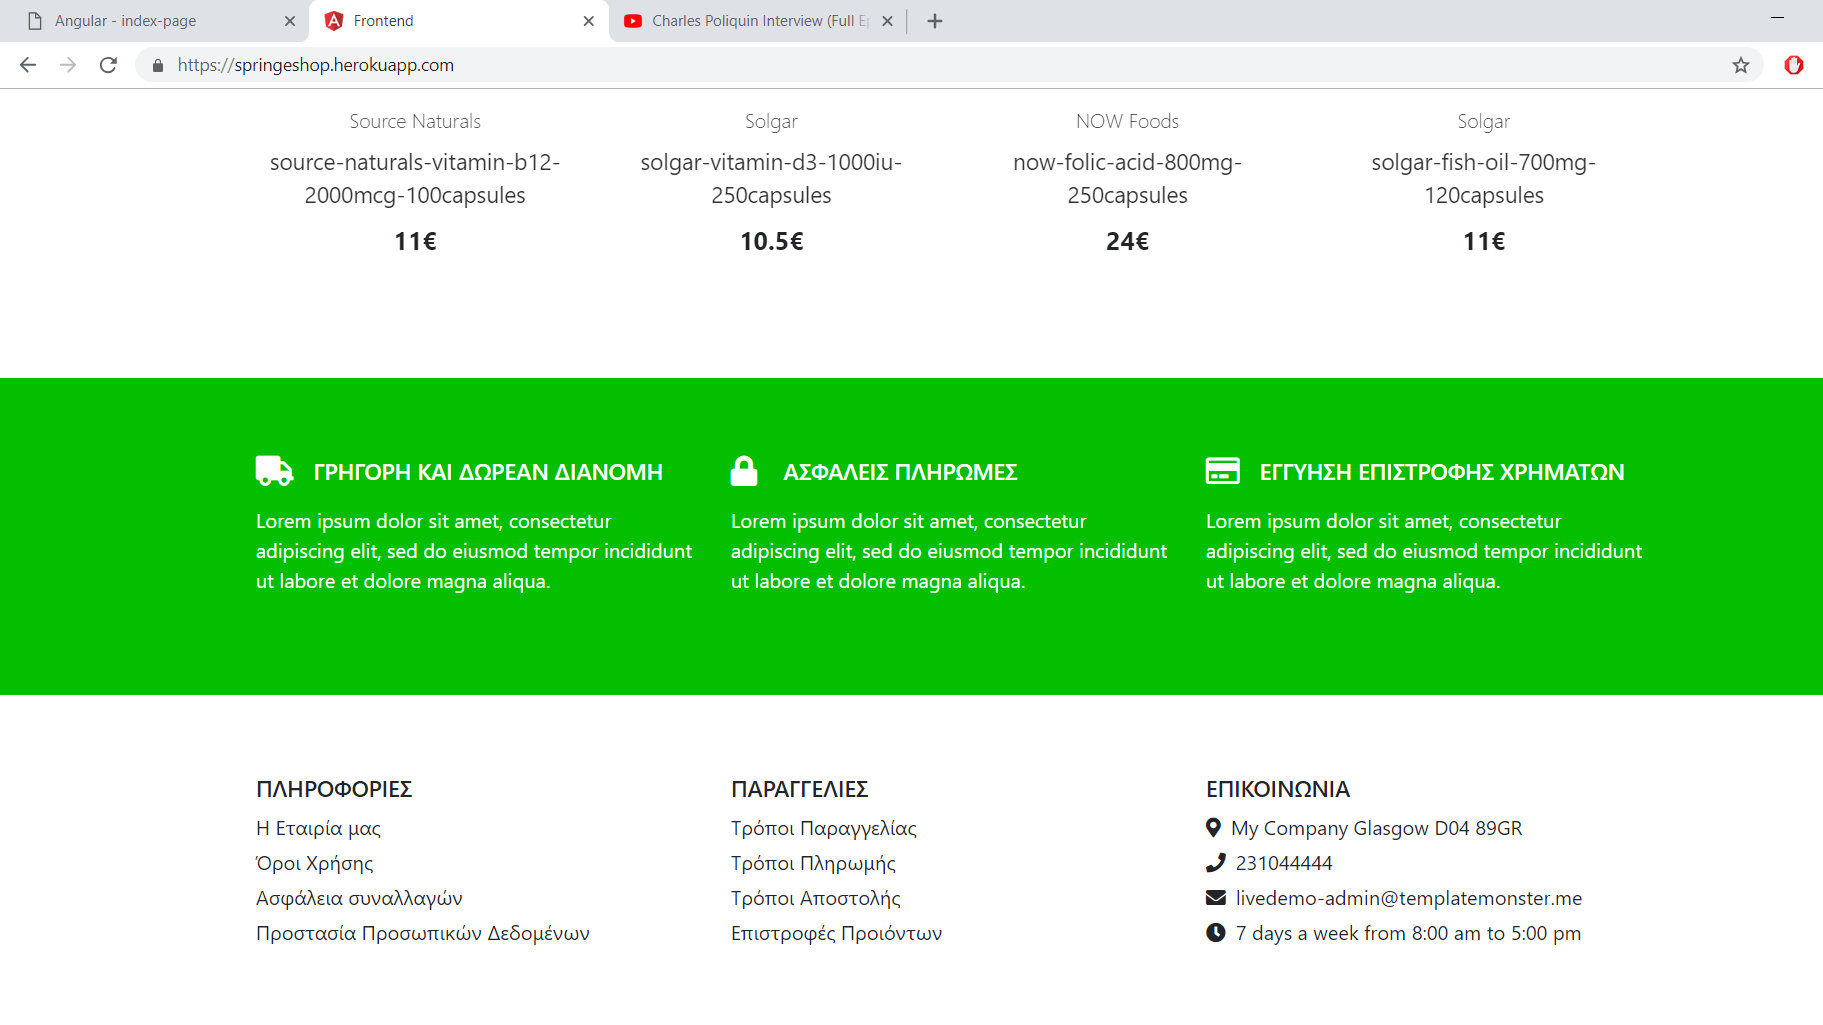 Angular - index-page
Frontend
Charles Poliquin Interview (Full Ep
https://springeshop.herokuapp.com
Source Naturals
source-naturals-vitamin-b12-
2000mcg-100capsules
11€
Solgar
solgar-vitamin-d3-1000iu-
250capsules
10.5€
NOW Foods
now-folic-acid-800mg-
250capsules
24€
Solgar
solgar-fish-oil-700mg-
120capsules
11€
ΓΡΗΓΟΡΗ ΚΑΙ ΔΩΡΕΑΝ ΔΙΑΝΟΜΗ
Lorem ipsum dolor sit amet, consectetur
adipiscing elit, sed do eiusmod tempor incididunt
ut labore et dolore magna aliqua.
ΑΣΦΑΛΕΙΣ ΠΛΗΡΩΜΕΣ
Lorem ipsum dolor sit amet, consectetur
adipiscing elit, sed do eiusmod tempor incididunt
ut labore et dolore magna aliqua.
ΕΓΓΥΗΣΗ ΕΠΙΣΤΡΟΦΗΣ ΧΡΗΜΑΤΩΝ
Lorem ipsum dolor sit amet, consectetur
adipiscing elit, sed do eiusmod tempor incididunt
ut labore et dolore magna aliqua.
ΠΛΗΡΟΦΟΡΙΕΣ
Η Εταιρία μας
Όροι Χρήσης
Ασφάλεια συναλλαγών
Προστασία Προσωπικών Δεδομένων
ΠΑΡΑΓΓΕΛΙΕΣ
Τρόποι Παραγγελίας
Τρόποι Πληρωμής
Τρόποι Αποστολής
Επιστροφές Προιόντων
ΕΠΙΚΟΙΝΩΝΙΑ
My Company Glasgow D04 89GR
231044444
livedemo-admin@templatemonster.me
7 days a week from 8:00 am to 5:00 pm